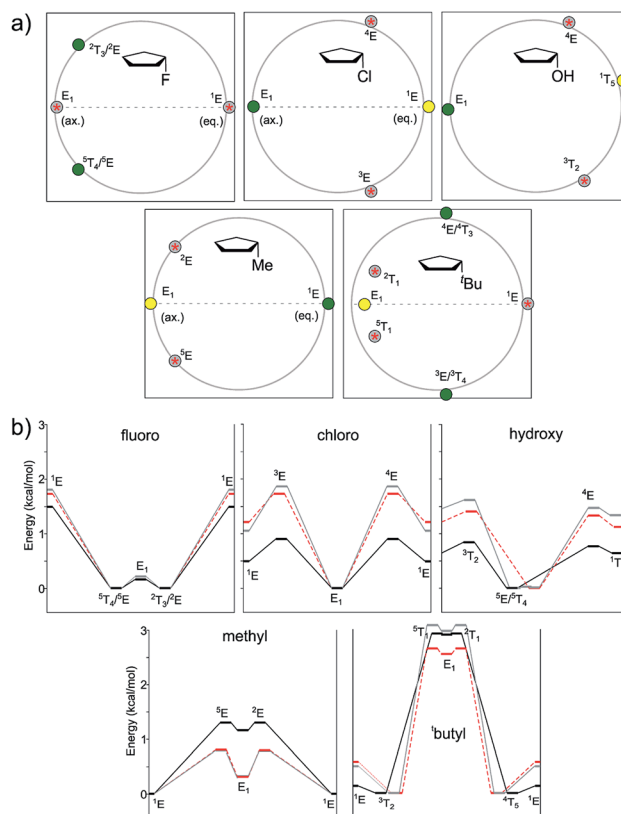 a)
²T₃/²E
F
E₁
(ax.)
¹E
(eq.)
⁵T₄/⁵E
⁴E
Cl
E₁
(ax.)
¹E
(eq.)
³E
⁴E
OH
¹T₅
E₁
³T₂
²E
Me
E₁
(ax.)
¹E
(eq.)
⁵E
⁴E/⁴T₃
²T₁
ᵗBu
E₁
¹E
⁵T₁
³E/³T₄
b)
Energy (kcal/mol)
3
2
1
0
fluoro
¹E
¹E
E₁
⁵T₄/⁵E
²T₃/²E
chloro
³E
⁴E
¹E
¹E
E₁
hydroxy
⁴E
³T₂
¹T
⁵E/⁵T₄
Energy (kcal/mol)
3
2
1
0
methyl
⁵E
²E
E₁
¹E
¹E
⁵T₁
²T₁
E₁
ᵗbutyl
¹E
³T₂
⁴T₅
¹E